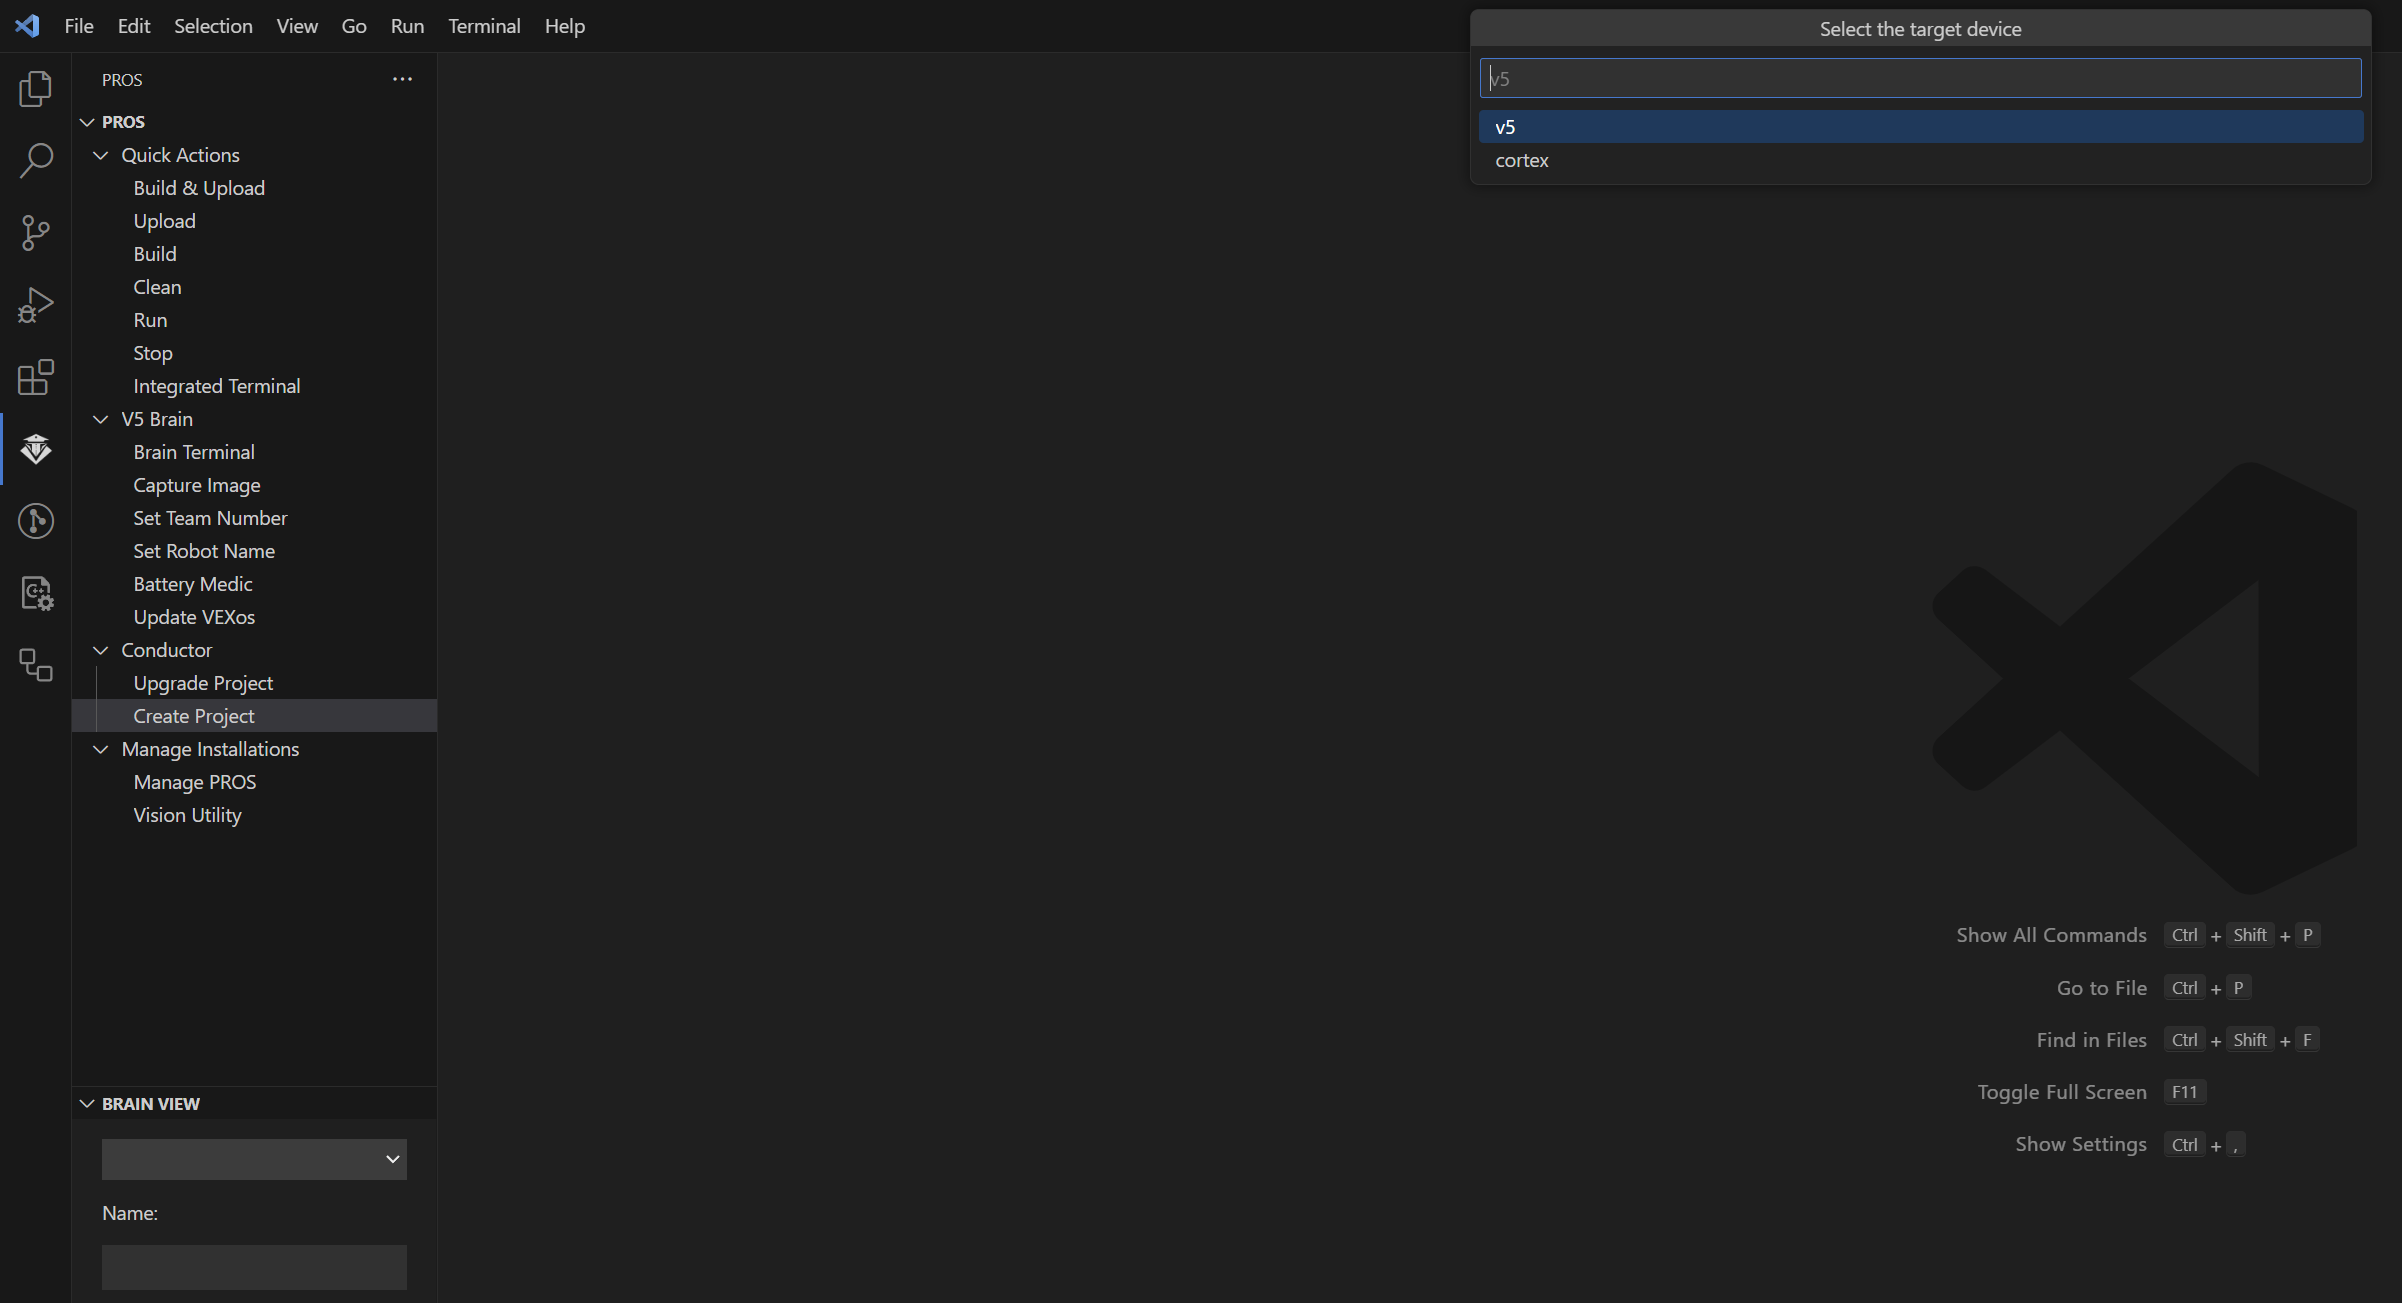 File Edit Selection View Go Run Terminal Help
Select the target device
v5
v5
cortex
PROS
PROS
Quick Actions
Build & Upload
Upload
Build
Clean
Run
Stop
Integrated Terminal
V5 Brain
Brain Terminal
Capture Image
Set Team Number
Set Robot Name
Battery Medic
Update VEXos
Conductor
Upgrade Project
Create Project
Manage Installations
Manage PROS
Vision Utility
BRAIN VIEW
Name:
Show All Commands Ctrl + Shift + P
Go to File Ctrl + P
Find in Files Ctrl + Shift + F
Toggle Full Screen F11
Show Settings Ctrl + ,